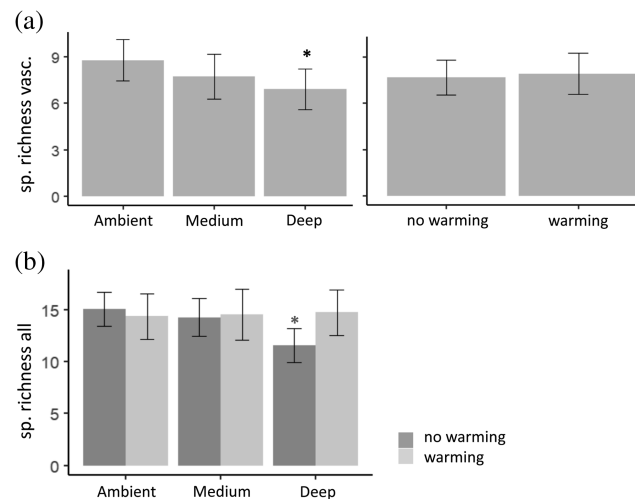 (a)
sp. richness vasc.
9
6
3
0
*
Ambient Medium Deep
no warming warming
(b)
sp. richness all
15
10
5
0
*
Ambient Medium Deep
no warming
warming